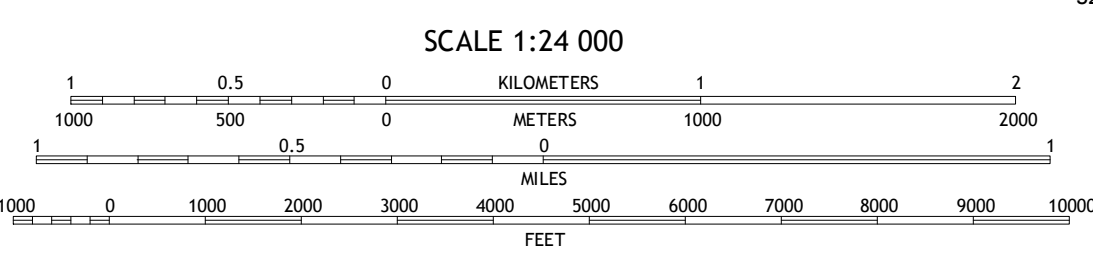 SCALE 1:24 000
1 0.5 0 KILOMETERS 1 2
1000 500 0 METERS 1000 2000
1 0.5 0 1
MILES
1000 0 1000 2000 3000 4000 5000 6000 7000 8000 9000 10000
FEET